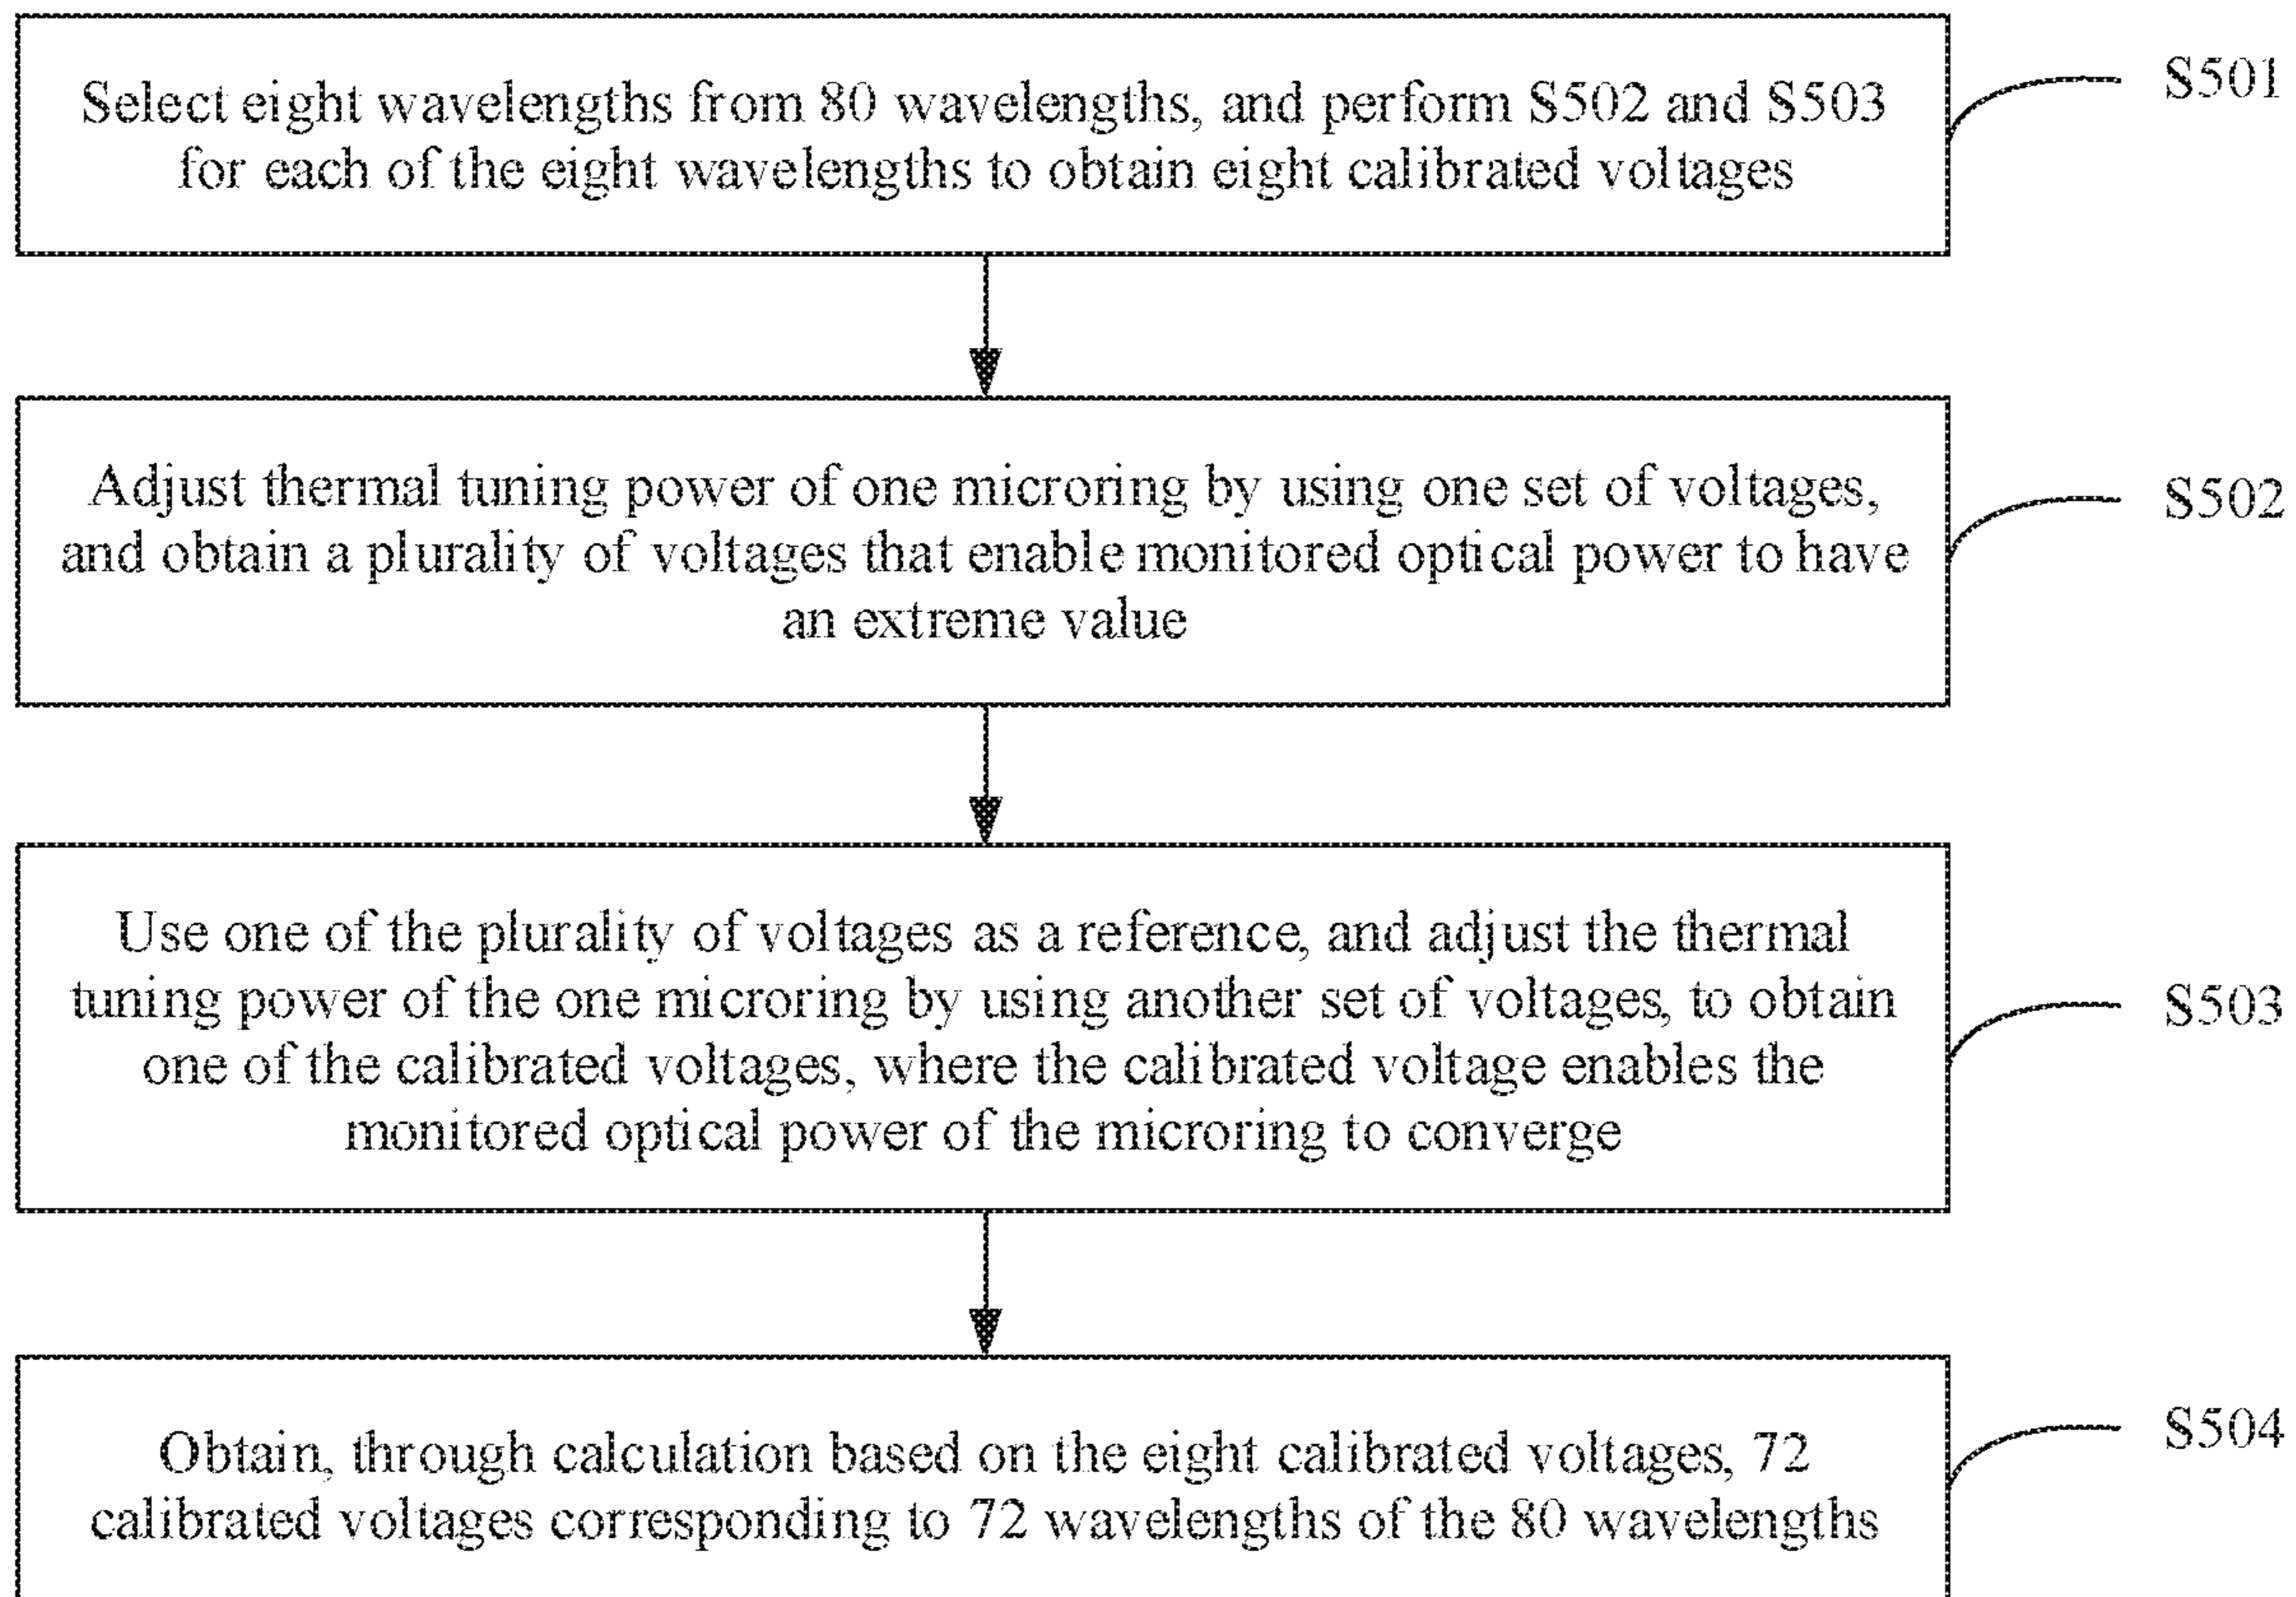 Select eight wavelengths from 80 wavelengths, and perform S502 and S503
for each of the eight wavelengths to obtain eight calibrated voltages
S501
Adjust thermal tuning power of one microring by using one set of voltages,
and obtain a plurality of voltages that enable monitored optical power to have
an extreme value
S502
Use one of the plurality of voltages as a reference, and adjust the thermal
tuning power of the one microring by using another set of voltages, to obtain
one of the calibrated voltages, where the calibrated voltage enables the
monitored optical power of the microring to converge
S503
Obtain, through calculation based on the eight calibrated voltages, 72
calibrated voltages corresponding to 72 wavelengths of the 80 wavelengths
S504